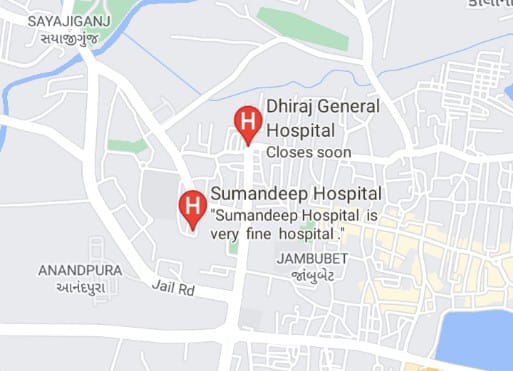 SAYAJIGANJ
સયાજીગુંજ
Dhiraj General
Hospital
Closes soon
Sumandeep Hospital
"Sumandeep Hospital is
very fine hospital."
JAMBUBET
જાંબુબેટ
ANANDPURA
આનંદપુરા
Jail Rd